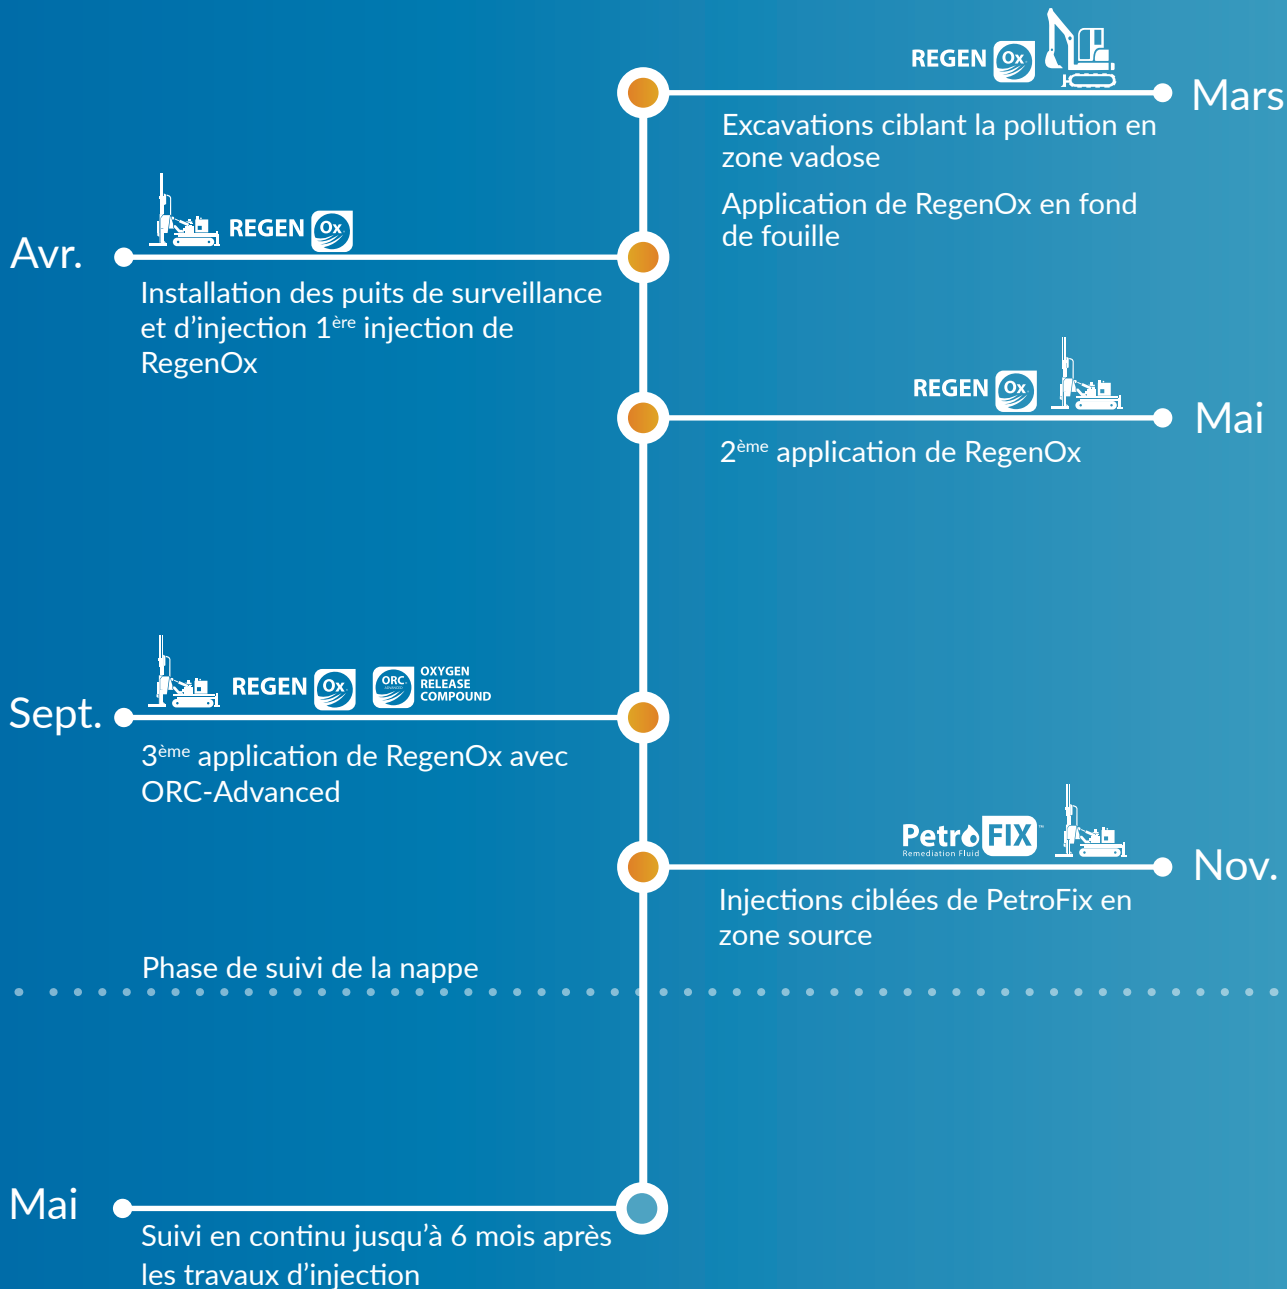 REGEN Ox
Mars
Excavations ciblant la pollution en
zone vadose
Application de RegenOx en fond
de fouille
REGEN Ox
Avr.
Installation des puits de surveillance
et d'injection 1ère injection de
RegenOx
REGEN Ox
Mai
2ème application de RegenOx
REGEN Ox
ORC
ADVANCED
OXYGEN
RELEASE
COMPOUND
Sept.
3ème application de RegenOx avec
ORC-Advanced
PetroFIX™
Remediation Fluid
Nov.
Injections ciblées de PetroFix en
zone source
Phase de suivi de la nappe
Mai
Suivi en continu jusqu'à 6 mois après
les travaux d'injection